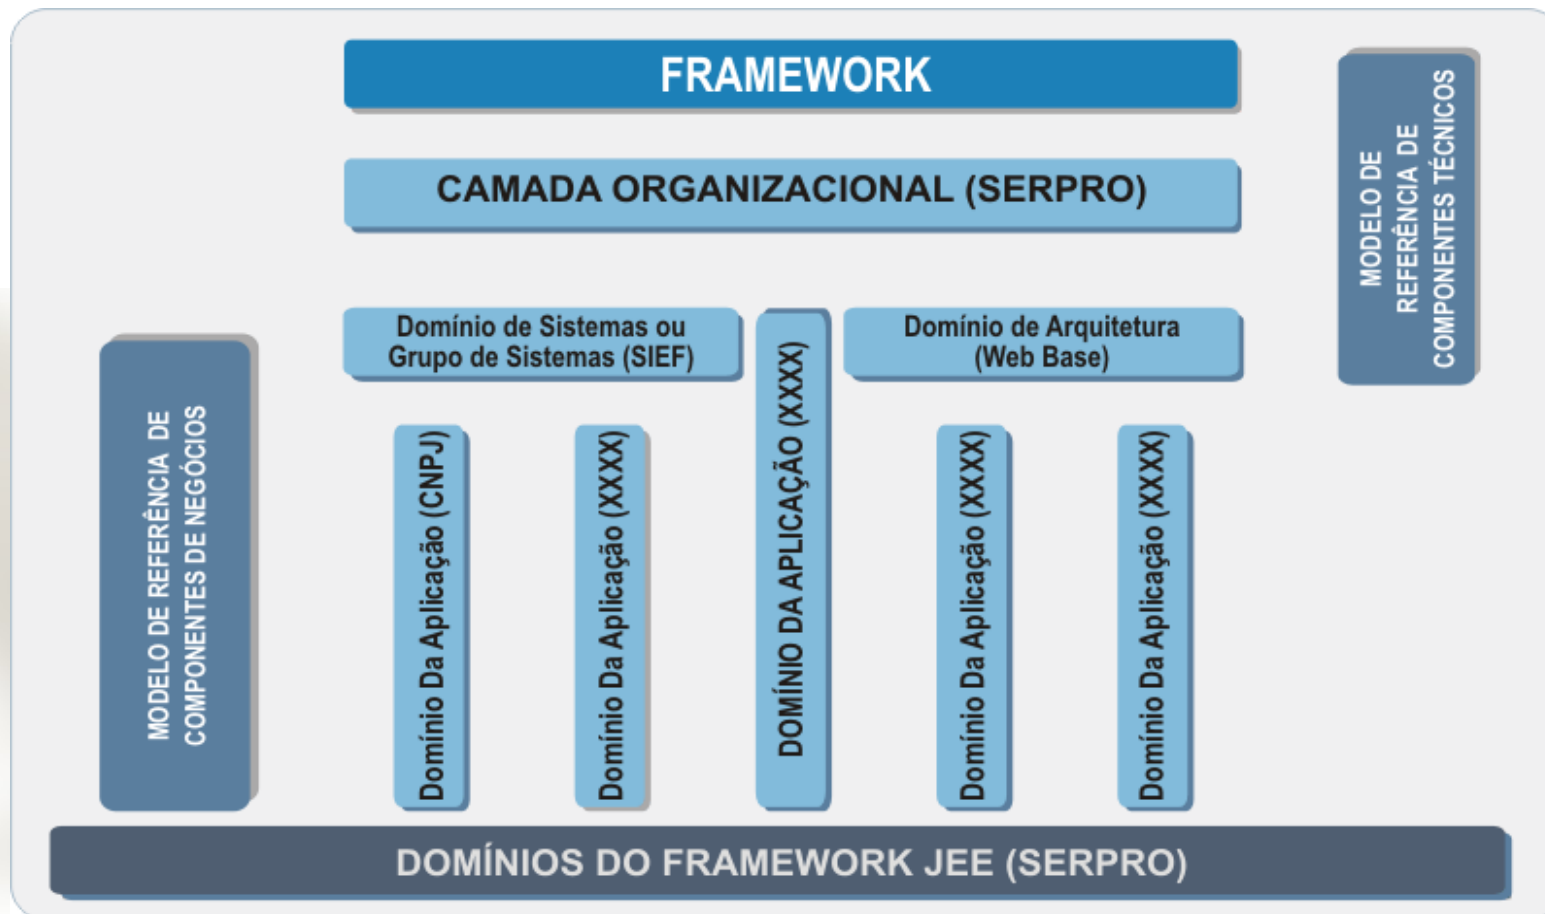 FRAMEWORK
CAMADA ORGANIZACIONAL (SERPRO)
MODELO DE
REFERÊNCIA DE
COMPONENTES TÉCNICOS
Domínio de Sistemas ou
Grupo de Sistemas (SIEF)
DOMÍNIO DA APLICAÇÃO (XXXX)
Domínio de Arquitetura
(Web Base)
MODELO DE REFERÊNCIA DE
COMPONENTES DE NEGÓCIOS
Domínio Da Aplicação (CNPJ)
Domínio Da Aplicação (XXXX)
Domínio Da Aplicação (XXXX)
Domínio Da Aplicação (XXXX)
DOMÍNIOS DO FRAMEWORK JEE (SERPRO)